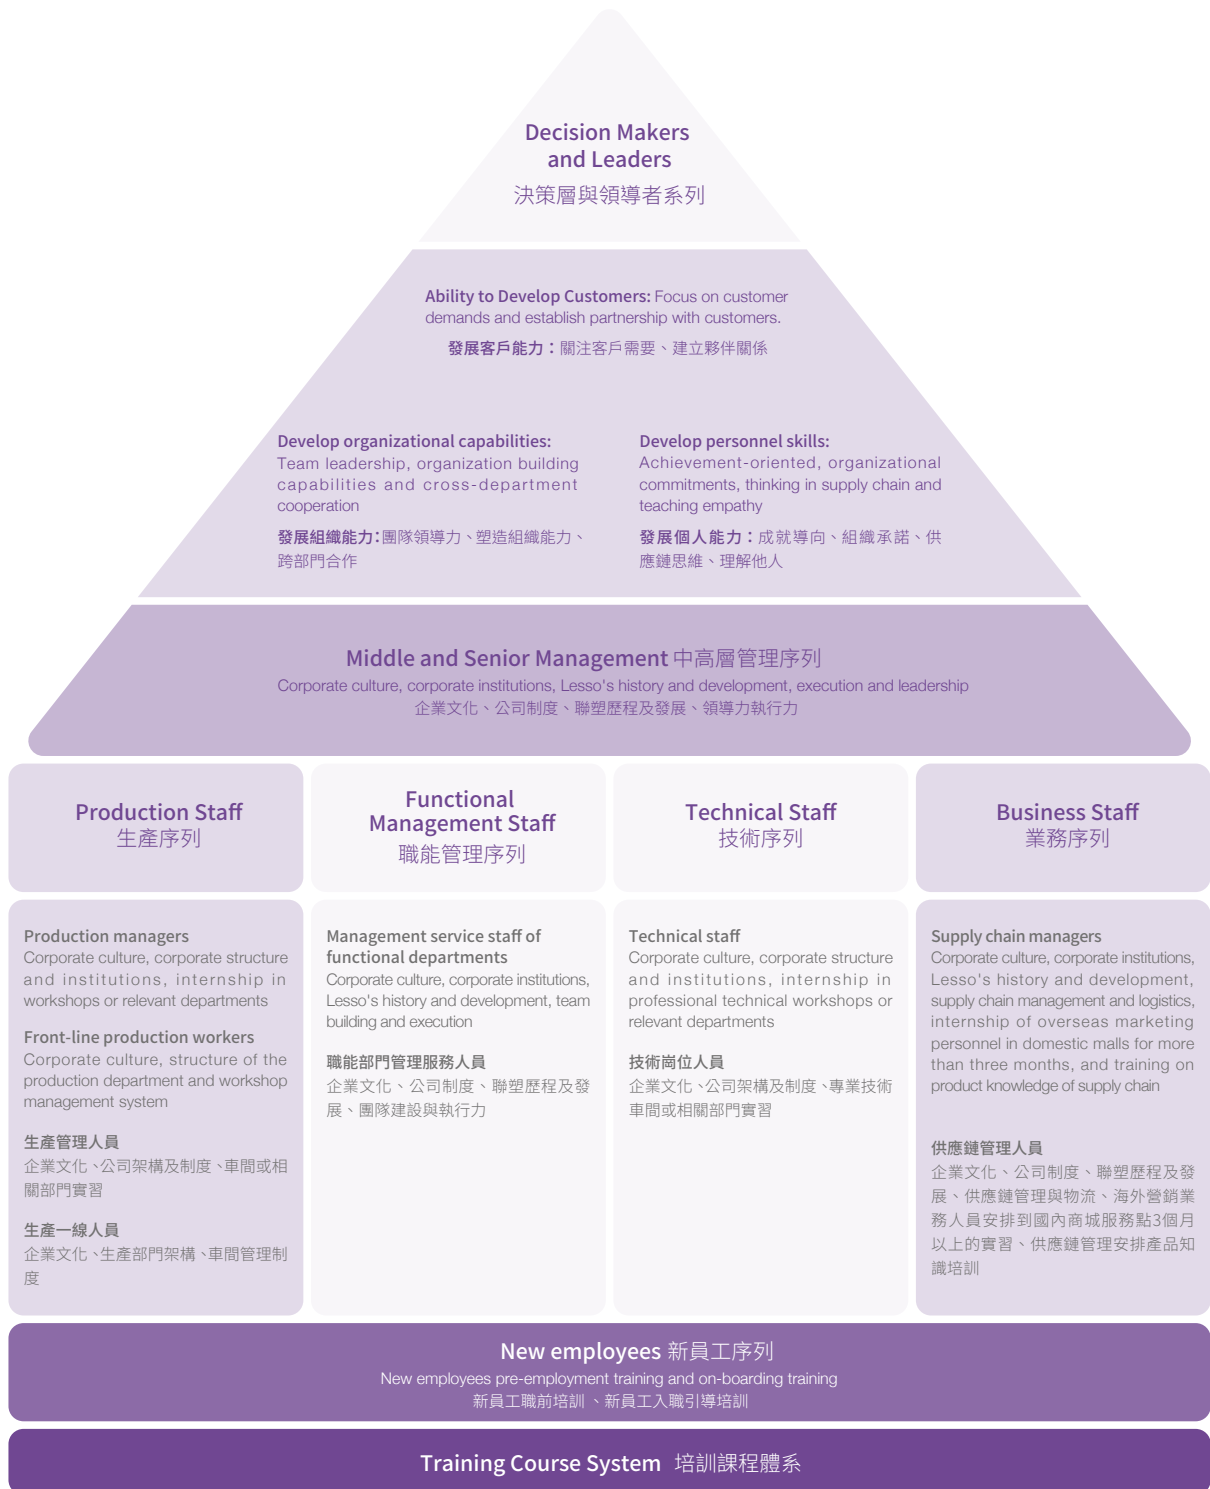 Decision Makers
and Leaders
決策層與領導者系列
Ability to Develop Customers: Focus on customer
demands and establish partnership with customers.
發展客戶能力：關注客戶需要、建立夥伴關係
Develop organizational capabilities:
Team leadership, organization building
capabilities and cross-department
cooperation
發展組織能力：團隊領導力、塑造組織能力、
跨部門合作
Develop personnel skills:
Achievement-oriented, organizational
commitments, thinking in supply chain and
teaching empathy
發展個人能力：成就導向、組織承諾、供
應鏈思維、理解他人
Middle and Senior Management 中高層管理序列
Corporate culture, corporate institutions, Lesso's history and development, execution and leadership
企業文化、公司制度、聯塑歷程及發展、領導力執行力
Production Staff
生產序列
Functional
Management Staff
職能管理序列
Technical Staff
技術序列
Business Staff
業務序列
Production managers
Corporate culture, corporate structure
and institutions, internship in
workshops or relevant departments
Front-line production workers
Corporate culture, structure of the
production department and workshop
management system
生產管理人員
企業文化、公司架構及制度、車間或相
關部門實習
生產一線人員
企業文化、生產部門架構、車間管理制
度
Management service staff of
functional departments
Corporate culture, corporate institutions,
Lesso's history and development, team
building and execution
職能部門管理服務人員
企業文化、公司制度、聯塑歷程及發
展、團隊建設與執行力
Technical staff
Corporate culture, corporate structure
and institutions, internship in
professional technical workshops or
relevant departments
技術崗位人員
企業文化、公司架構及制度、專業技術
車間或相關部門實習
Supply chain managers
Corporate culture, corporate institutions,
Lesso's history and development,
supply chain management and logistics,
internship of overseas marketing
personnel in domestic malls for more
than three months, and training on
product knowledge of supply chain
供應鏈管理人員
企業文化、公司制度、聯塑歷程及發
展、供應鏈管理與物流、海外營銷業
務人員安排到國內商城服務點3個月
以上的實習、供應鏈管理安排產品知
識培訓
New employees 新員工序列
New employees pre-employment training and on-boarding training
新員工職前培訓 、新員工入職引導培訓
Training Course System 培訓課程體系